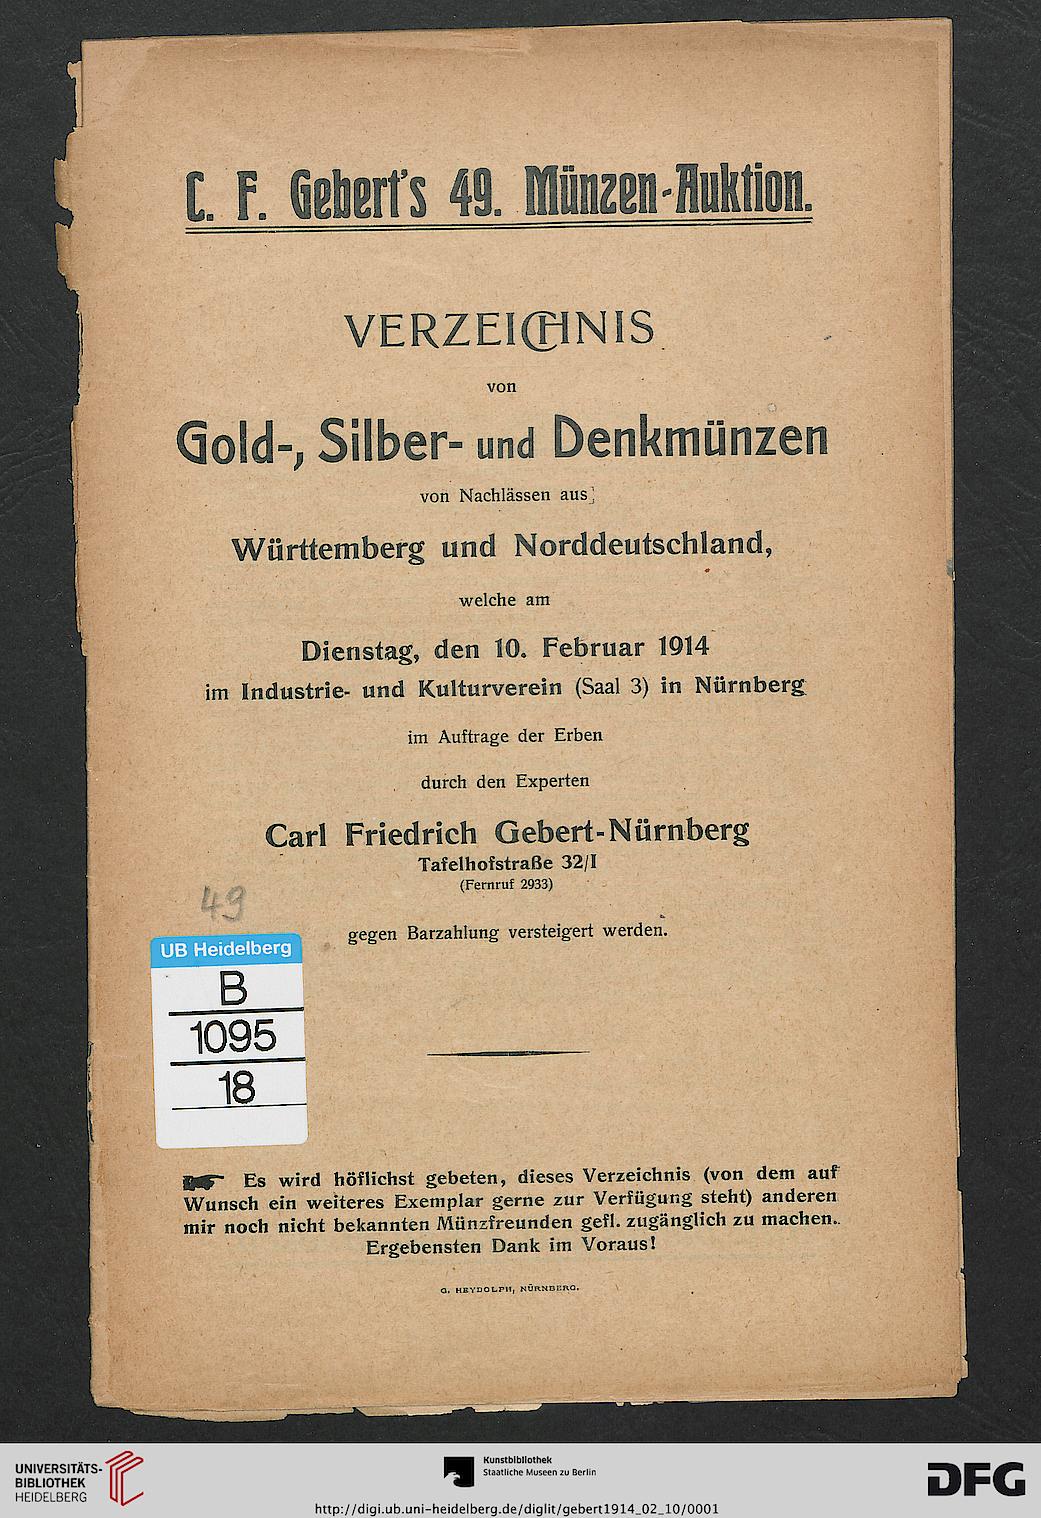 C. F. Gebert's 49. Münzen-Auktion.
VERZEICHNIS
von
Gold-, Silber- und Denkmünzen
von Nachlässen aus
Württemberg und Norddeutschland,
welche am
Dienstag, den 10. Februar 1914
im Industrie- und Kulturverein (Saal 3) in Nürnberg
im Auftrage der Erben
durch den Experten
Carl Friedrich Gebert-Nürnberg
Tafelhofstraße 32/I
(Fernruf 2933)
49
gegen Barzahlung versteigert werden.
UB Heidelberg
B
1095
18
Es wird höflichst gebeten, dieses Verzeichnis (von dem auf
Wunsch ein weiteres Exemplar gerne zur Verfügung steht) anderen
mir noch nicht bekannten Münzfreunden gefl. zugänglich zu machen.
Ergebensten Dank im Voraus!
G. HEYDOLPH, NÜRNBERG.
UNIVERSITÄTS-
BIBLIOTHEK
HEIDELBERG
Kunstbibliothek
Staatliche Museen zu Berlin
DFG
http://digi.ub.uni-heidelberg.de/diglit/gebert1914_02_10/0001